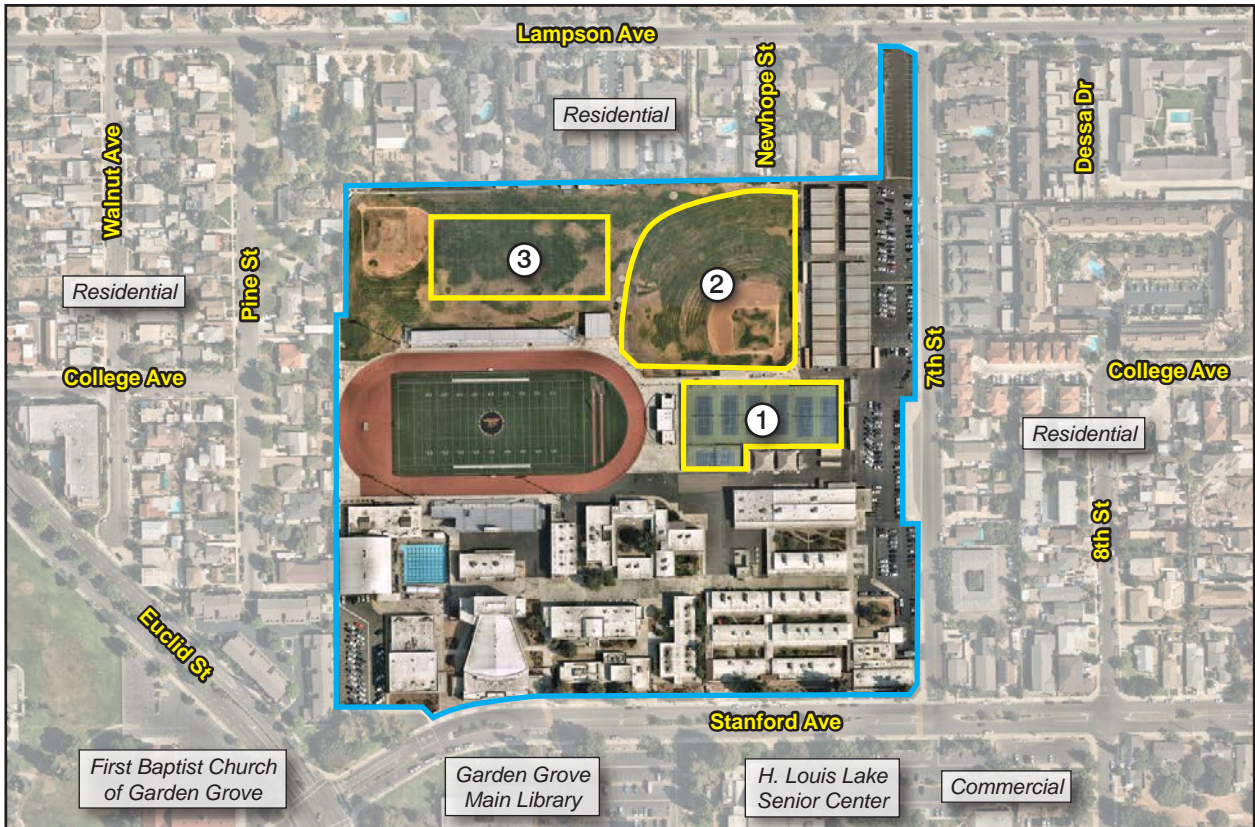 Lampson Ave
Newhope St
Residential
Dessa Dr
Walnut Ave
3
2
Residential
Pine St
College Ave
7th St
College Ave
1
Residential
8th St
Euclid St
Stanford Ave
First Baptist Church
of Garden Grove
Garden Grove
Main Library
H. Louis Lake
Senior Center
Commercial